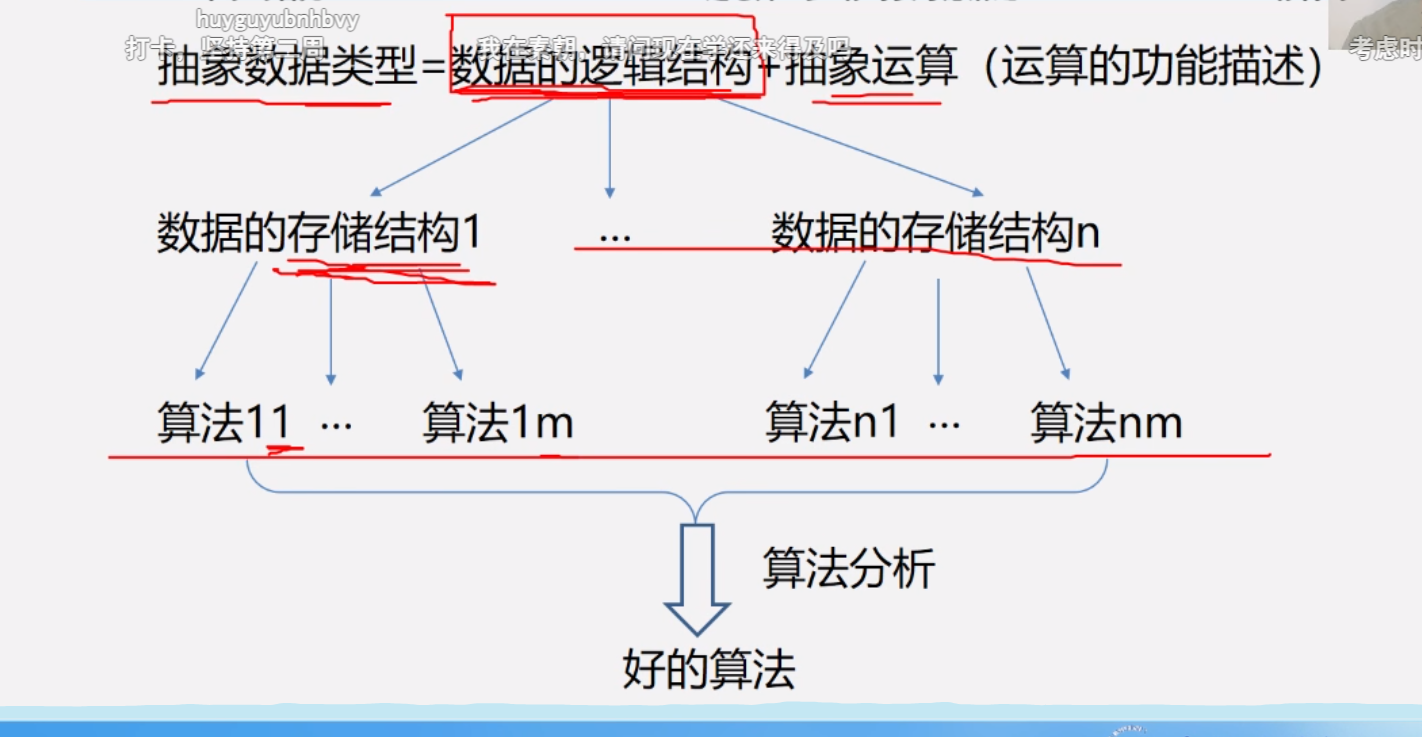 huyguyubnhbvy
打卡，坚持第二周
我在秦朝，请问现在学还来得及吧
考虑时
抽象数据类型=数据的逻辑结构+抽象运算（运算的功能描述）
数据的存储结构1 … 数据的存储结构n
算法11 … 算法1m 算法n1 … 算法nm
算法分析
好的算法